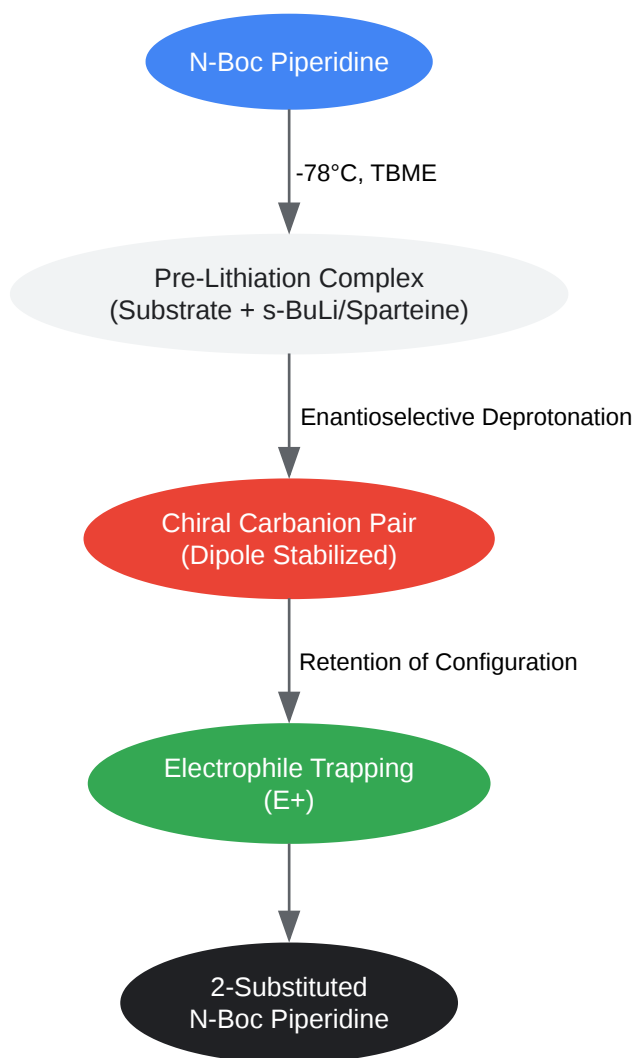 N-Boc Piperidine
-78°C, TBME
Pre-Lithiation Complex
(Substrate + s-BuLi/Sparteine)
Enantioselective Deprotonation
Chiral Carbanion Pair
(Dipole Stabilized)
Retention of Configuration
Electrophile Trapping
(E+)
2-Substituted
N-Boc Piperidine